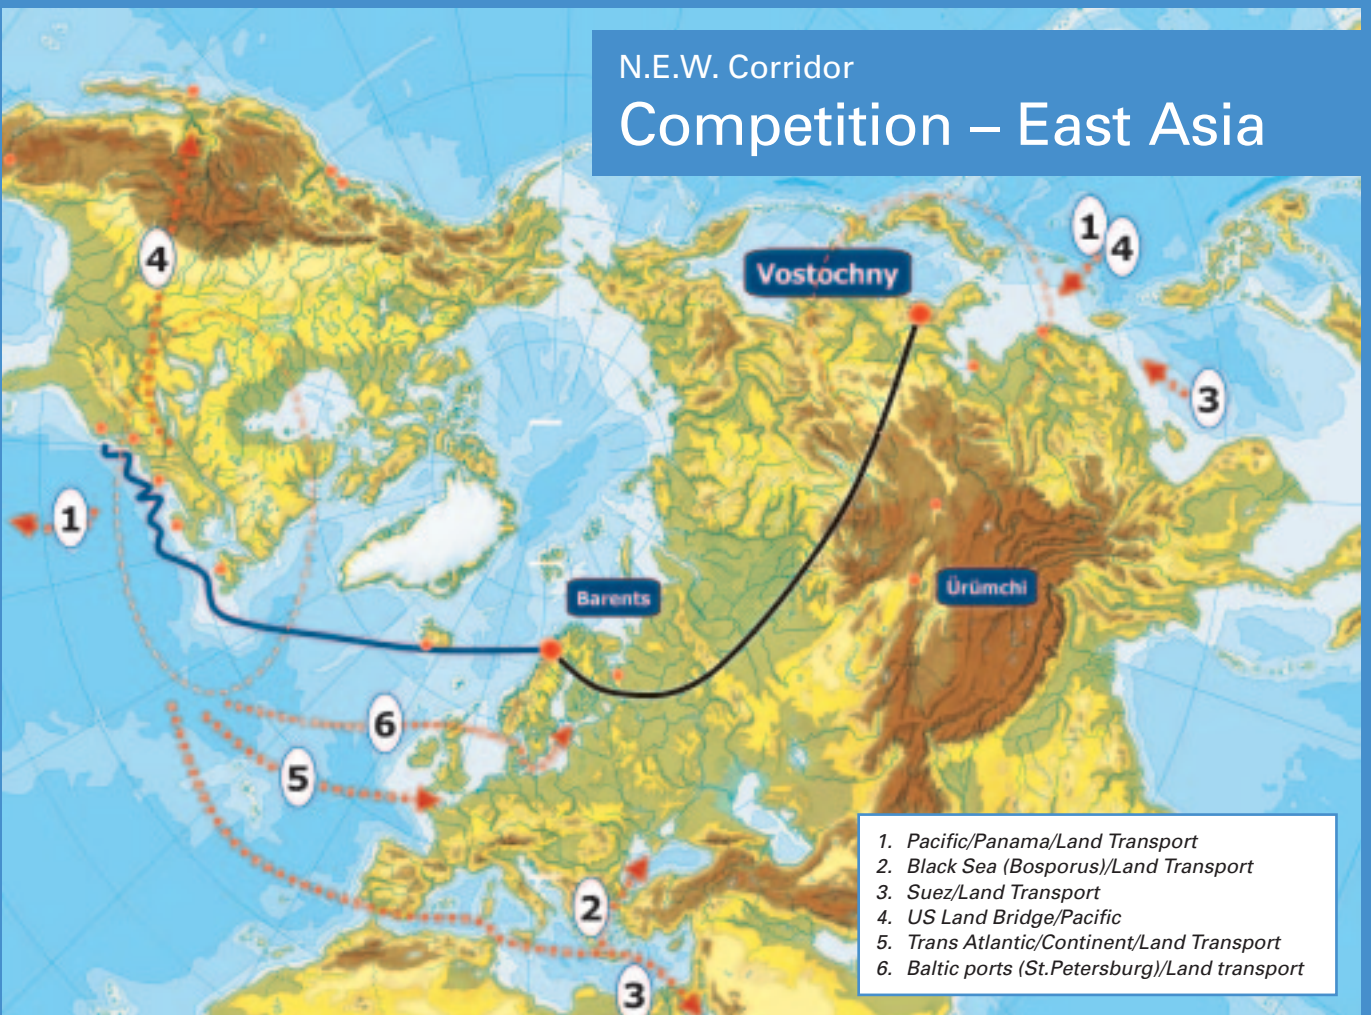 N.E.W. Corridor
Competition – East Asia
1
4
Vostochny
4
3
1
Barents
Ürümchi
6
5
2
3
1. Pacific/Panama/Land Transport
2. Black Sea (Bosporus)/Land Transport
3. Suez/Land Transport
4. US Land Bridge/Pacific
5. Trans Atlantic/Continent/Land Transport
6. Baltic ports (St.Petersburg)/Land transport